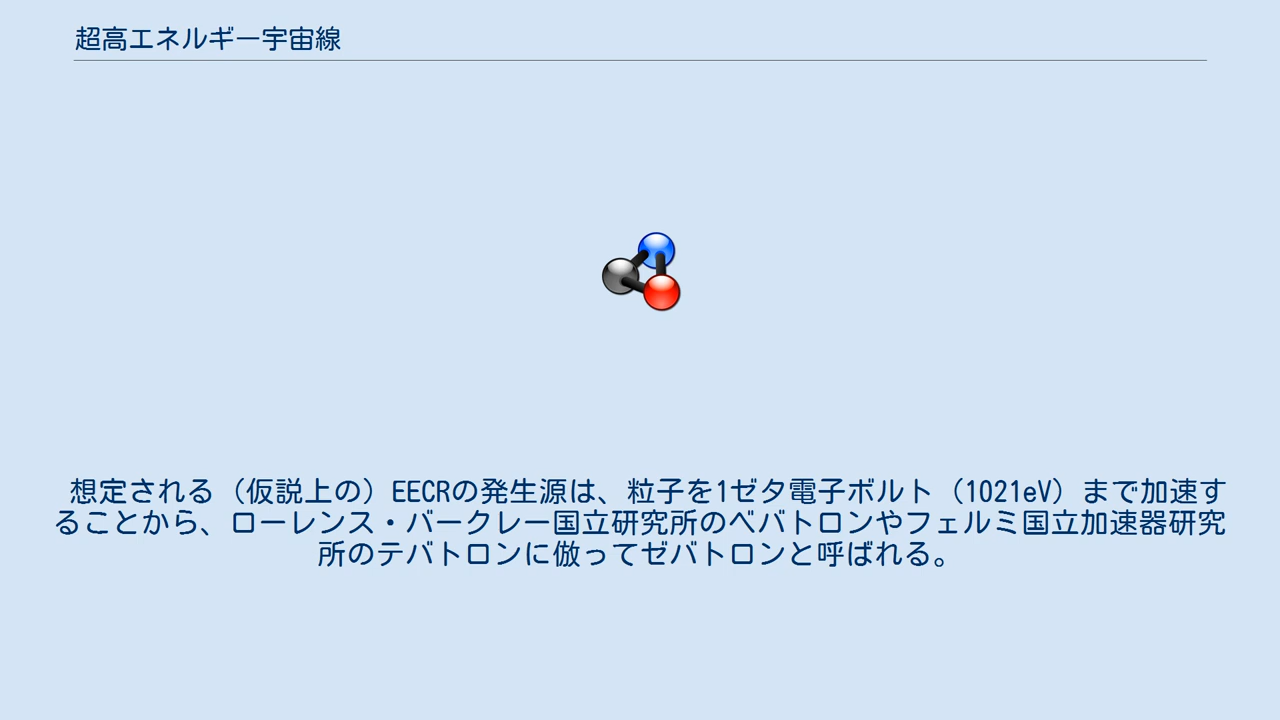 超高エネルギー宇宙線
想定される（仮説上の）EECRの発生源は、粒子を1ゼタ電子ボルト（1021eV）まで加速す
ることから、ローレンス・バークレー国立研究所のベバトロンやフェルミ国立加速器研究
所のテバトロンに倣ってゼバトロンと呼ばれる。